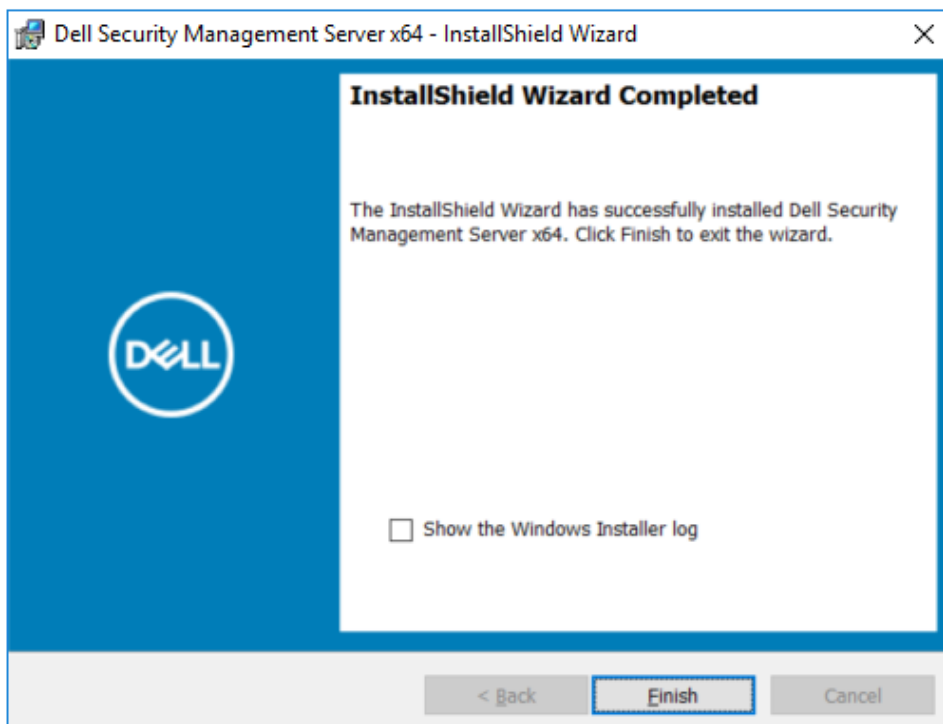 Dell Security Management Server x64 - InstallShield Wizard
InstallShield Wizard Completed
The InstallShield Wizard has successfully installed Dell Security
Management Server x64. Click Finish to exit the wizard.
DELL
Show the Windows Installer log
< Back
Finish
Cancel